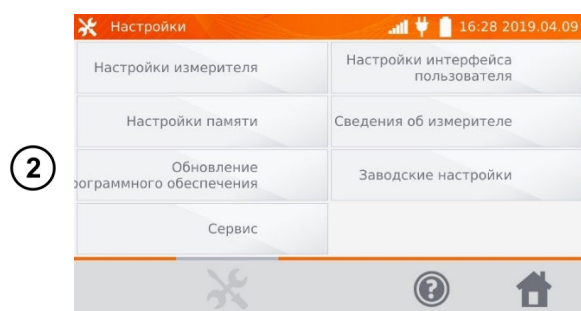 Настройки
16:28 2019.04.09
Настройки измерителя
Настройки интерфейса
пользователя
Настройки памяти
Сведения об измерителе
2
Обновление
рограммного обеспечения
Заводские настройки
Сервис
?